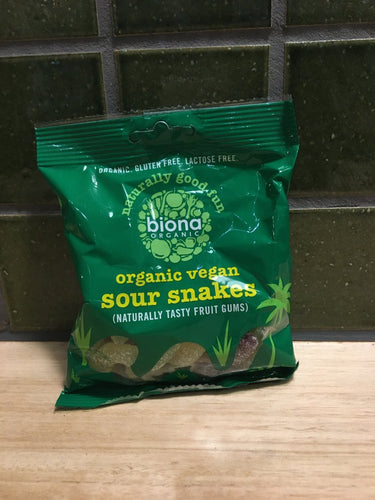 ORGANIC. GLUTEN FREE. LACTOSE FREE.
naturally good fun
biona
ORGANIC
organic vegan
sour snakes
(NATURALLY TASTY FRUIT GUMS)